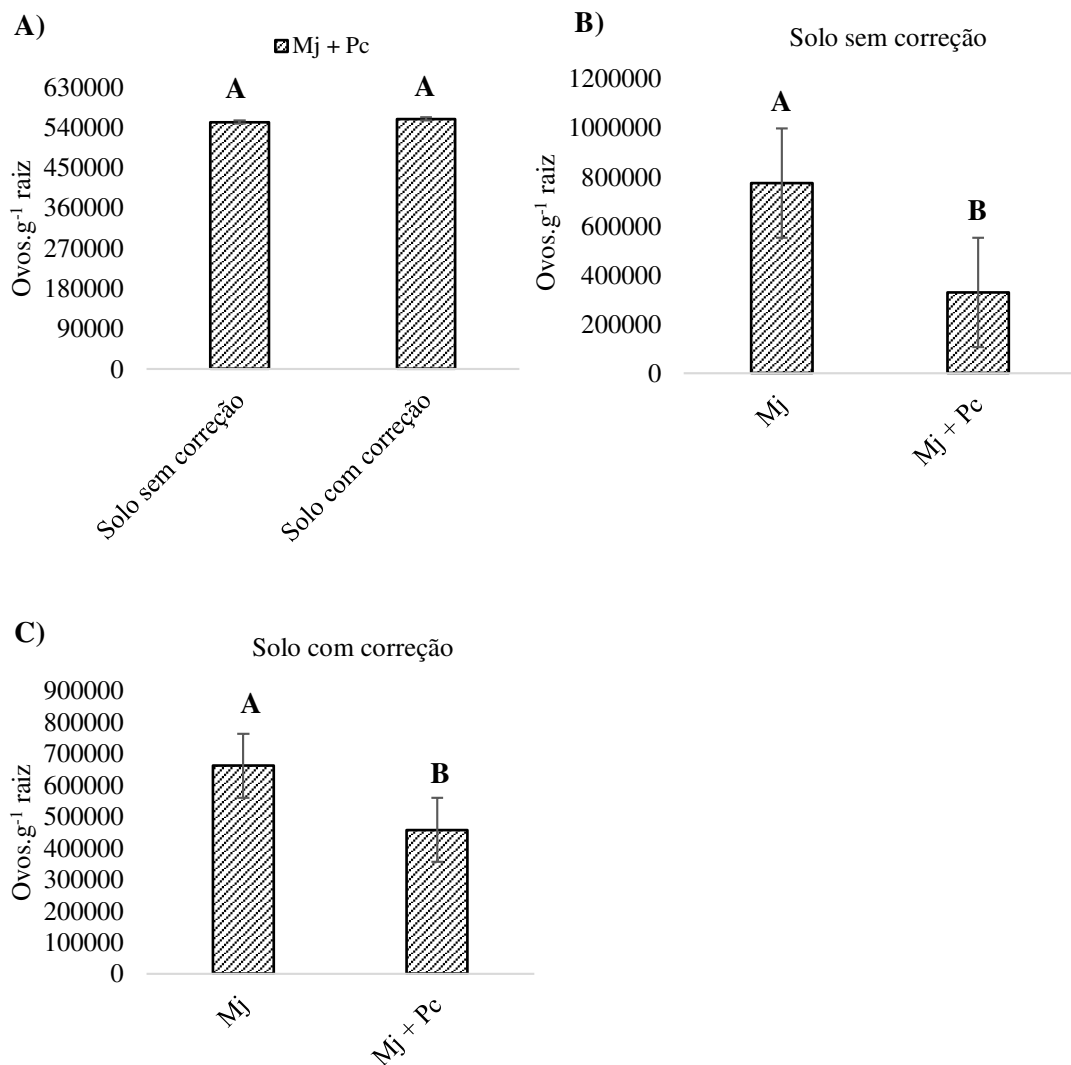 A)
Mj + Pc
Ovos.g⁻¹ raiz
630000
540000
450000
360000
270000
180000
90000
0
A
A
Solo sem correção
Solo com correção
B)
Solo sem correção
Ovos.g⁻¹ raiz
1200000
1000000
800000
600000
400000
200000
0
A
B
Mj
Mj + Pc
C)
Solo com correção
Ovos.g⁻¹ raiz
900000
800000
700000
600000
500000
400000
300000
200000
100000
0
A
B
Mj
Mj + Pc